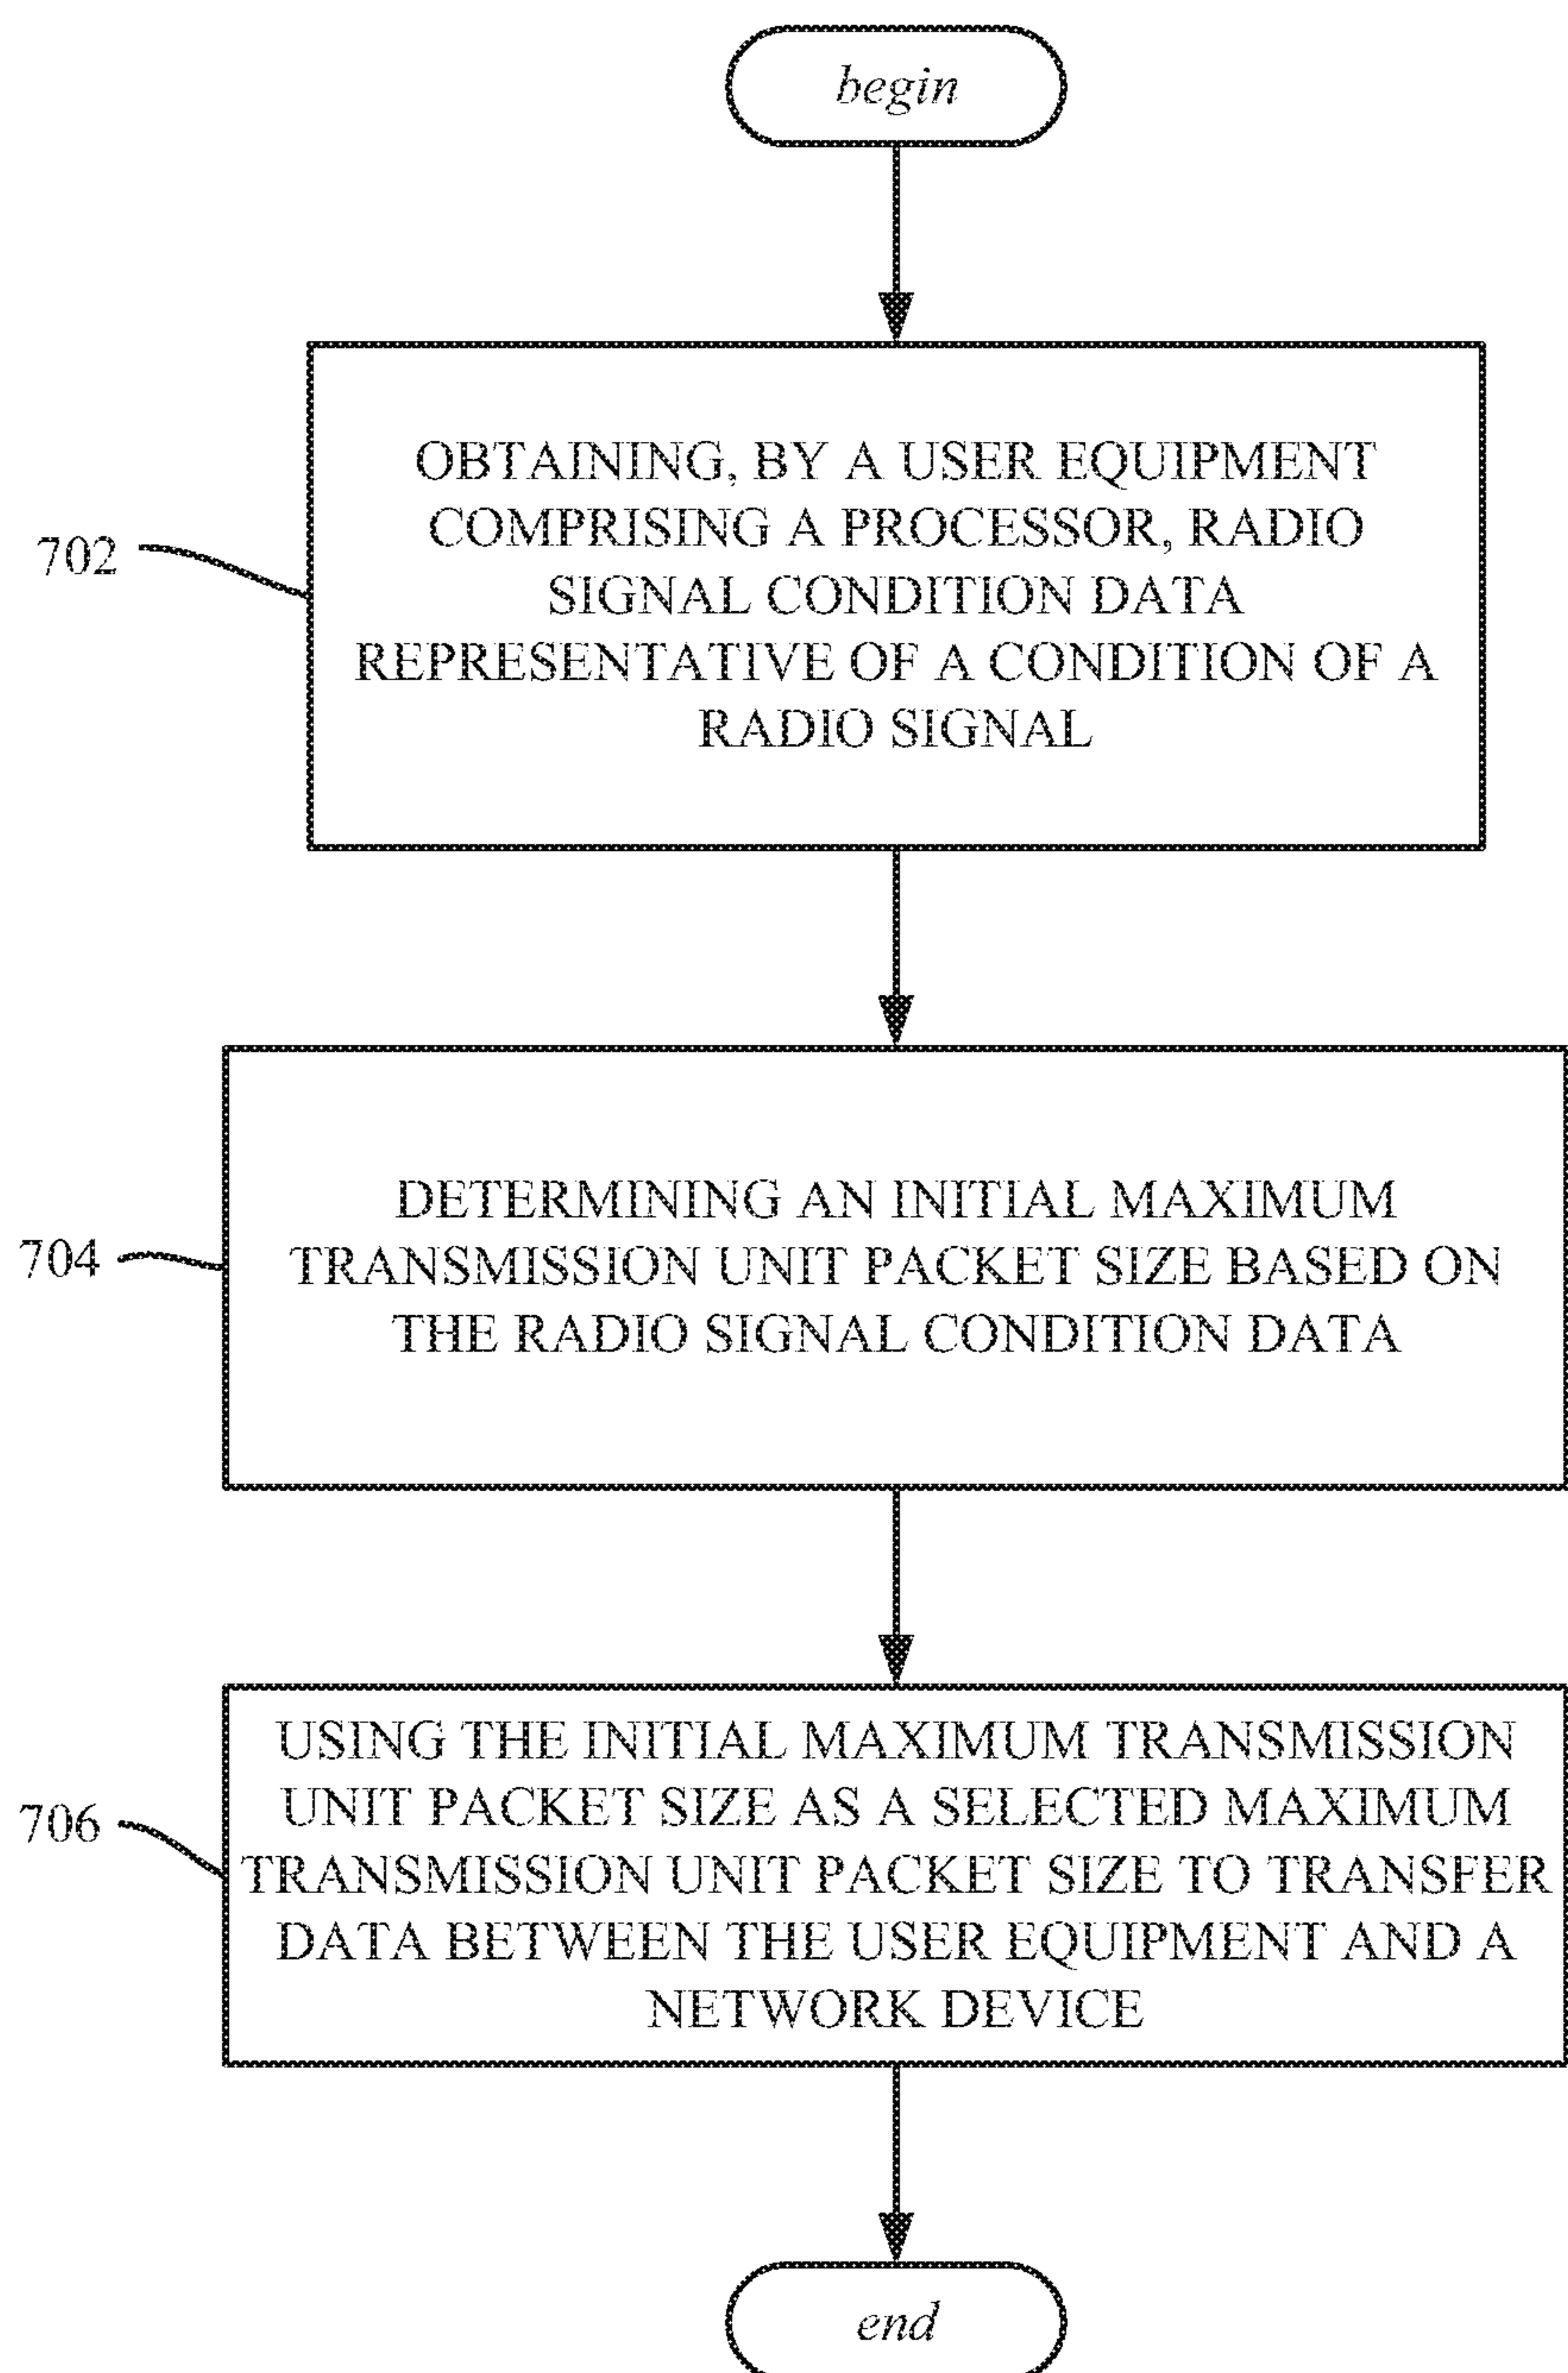 begin
OBTAINING, BY A USER EQUIPMENT
COMPRISING A PROCESSOR, RADIO
SIGNAL CONDITION DATA
REPRESENTATIVE OF A CONDITION OF A
RADIO SIGNAL
702
DETERMINING AN INITIAL MAXIMUM
TRANSMISSION UNIT PACKET SIZE BASED ON
THE RADIO SIGNAL CONDITION DATA
704
USING THE INITIAL MAXIMUM TRANSMISSION
UNIT PACKET SIZE AS A SELECTED MAXIMUM
TRANSMISSION UNIT PACKET SIZE TO TRANSFER
DATA BETWEEN THE USER EQUIPMENT AND A
NETWORK DEVICE
706
end